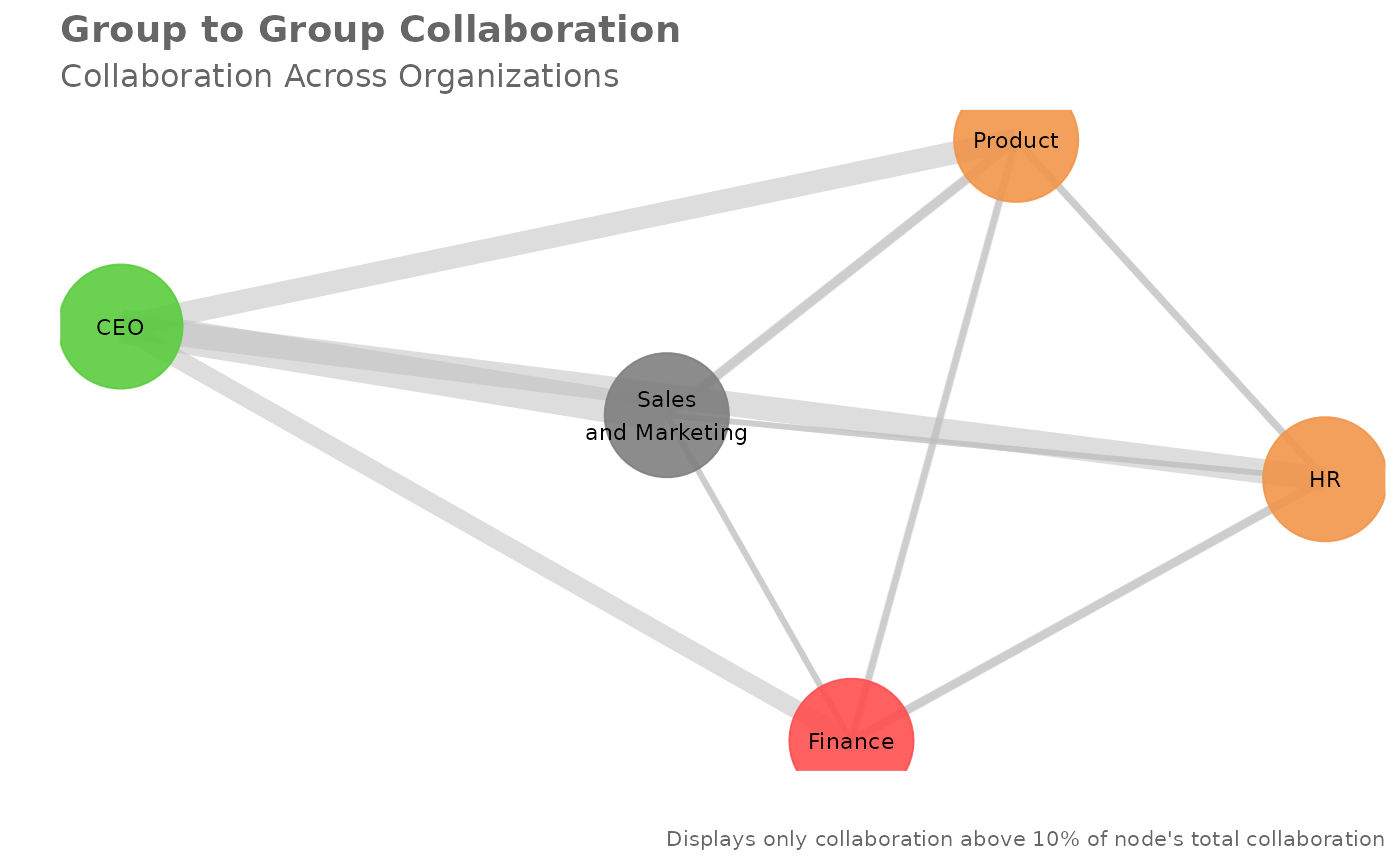 Group to Group Collaboration
Collaboration Across Organizations
Product
CEO
Sales
and Marketing
HR
Finance
Displays only collaboration above 10% of node's total collaboration